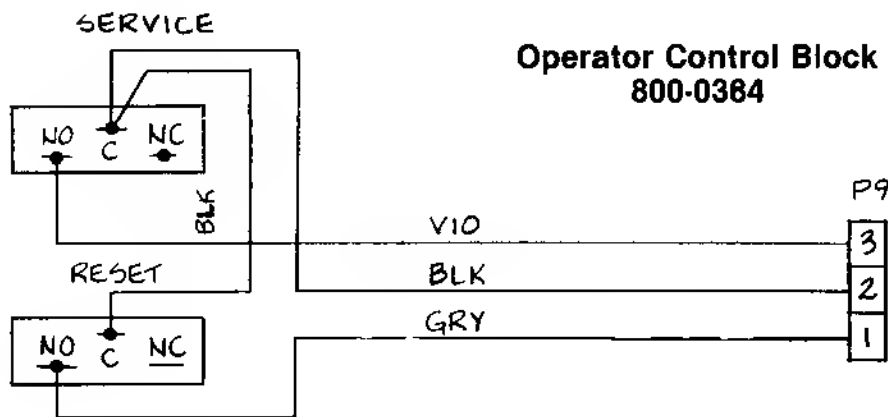 SERVICE
Operator Control Block
800-0364
NO C NC
BLK
P9
VIO 3
RESET
BLK 2
GRY 1
NO C NC